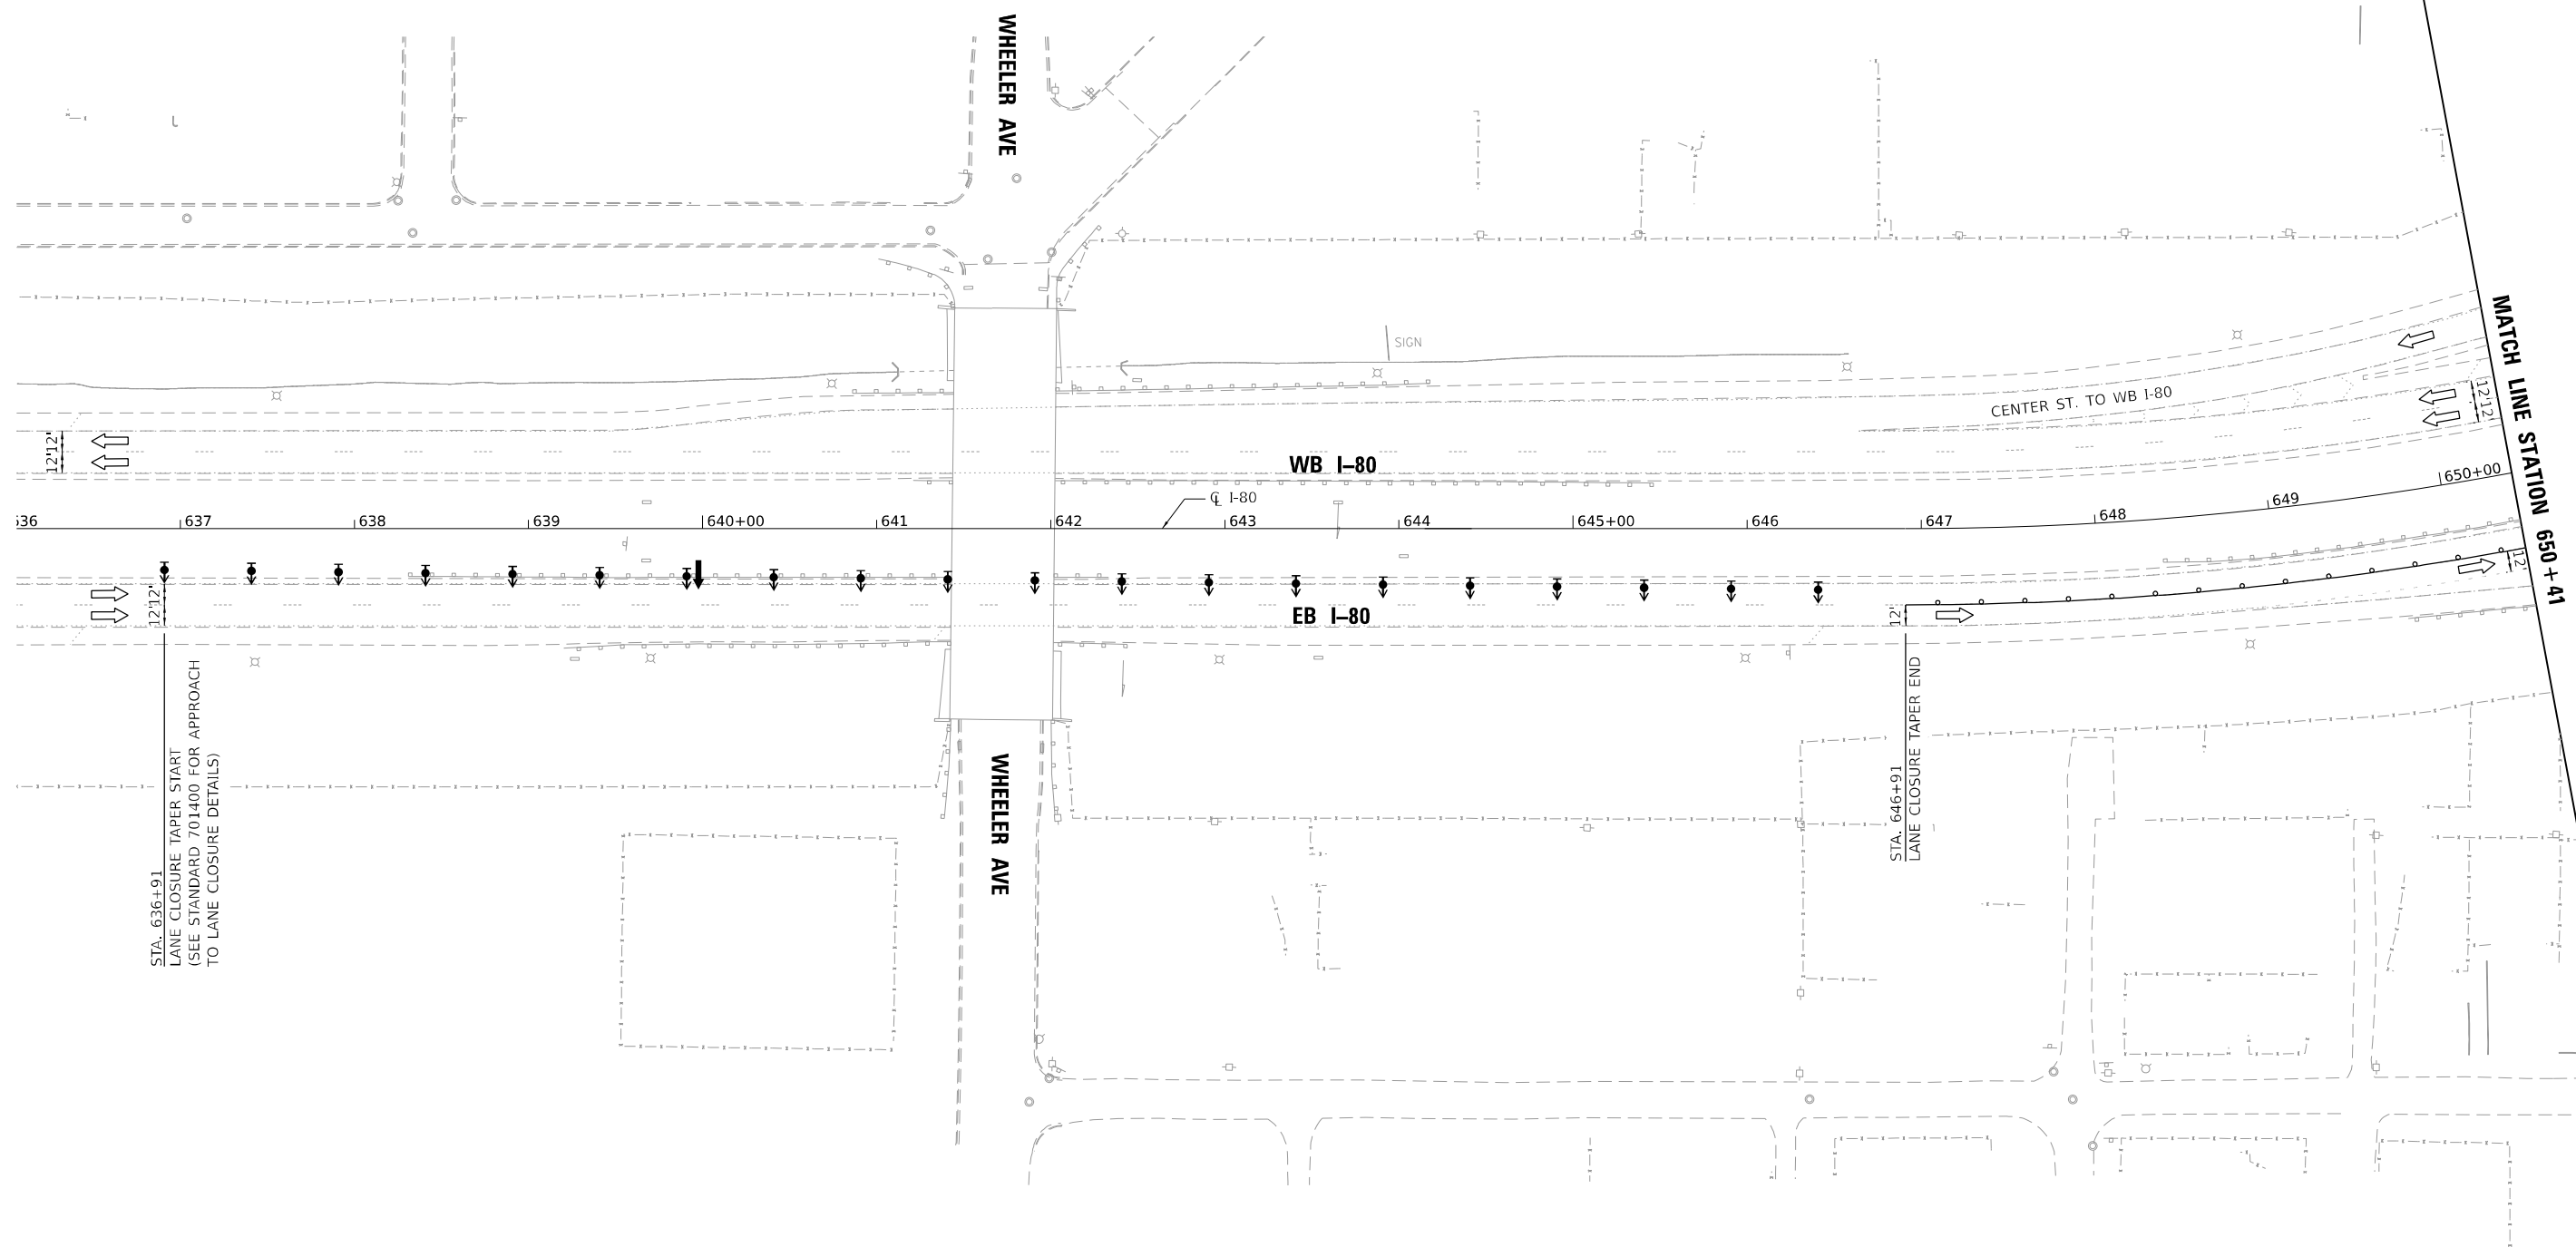 WHEELER AVE
SIGN
CENTER ST. TO WB I-80
MATCH LINE STATION 650+41
12' 12'
12' 12'
WB I-80
℄ I-80
636 637 638 639 640+00 641 642 643 644 645+00 646 647 648 649 650+00
12' 12'
12'
12'
EB I-80
STA. 636+91
LANE CLOSURE TAPER START
(SEE STANDARD 701400 FOR APPROACH
TO LANE CLOSURE DETAILS)
STA. 646+91
LANE CLOSURE TAPER END
WHEELER AVE